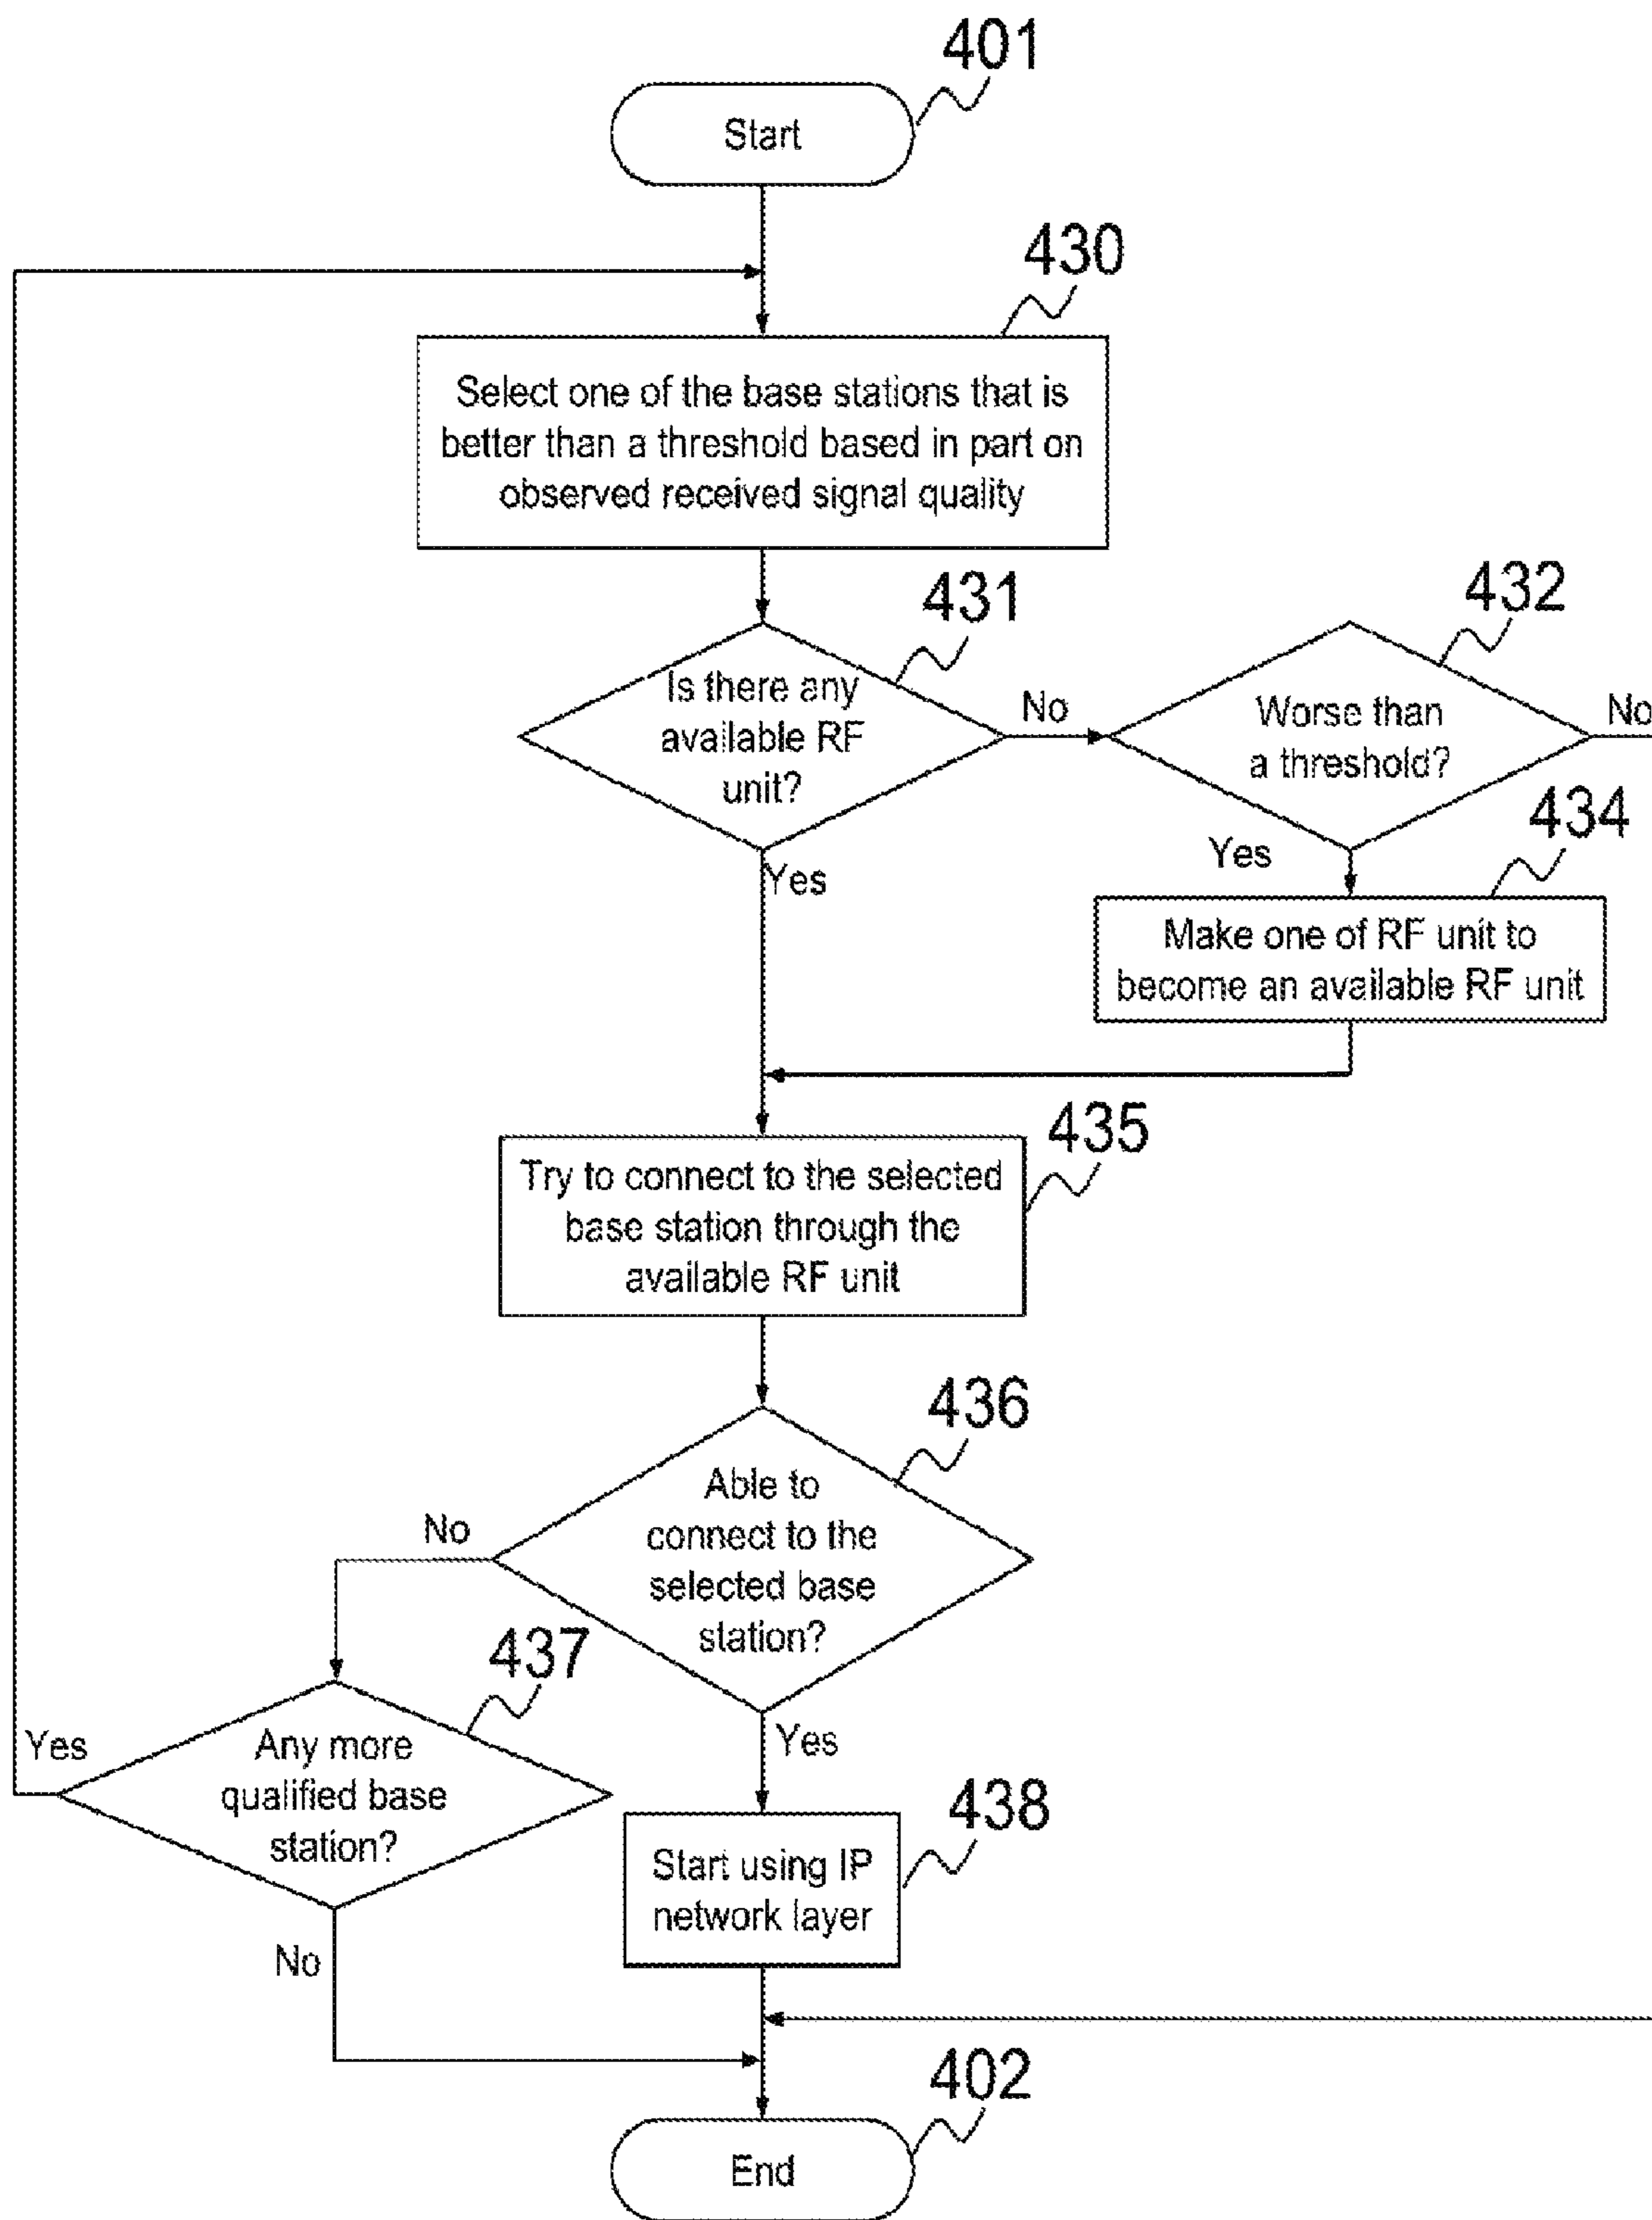 401
Start
430
Select one of the base stations that is
better than a threshold based in part on
observed received signal quality
431
Is there any
available RF
unit?
No
Yes
432
Worse than
a threshold?
No
Yes
434
Make one of RF unit to
become an available RF unit
435
Try to connect to the selected
base station through the
available RF unit
436
Able to
connect to the
selected base
station?
No
Yes
437
Any more
qualified base
station?
Yes
No
438
Start using IP
network layer
402
End